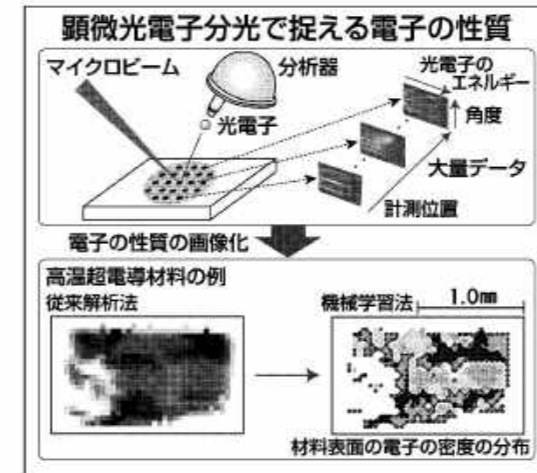 顕微光電子分光で捉える電子の性質
マイクロビーム
分析器
光電子
光電子の
エネルギー
角度
大量データ
計測位置
電子の性質の画像化
高温超電導材料の例
従来解析法
機械学習法
1.0㎜
材料表面の電子の密度の分布